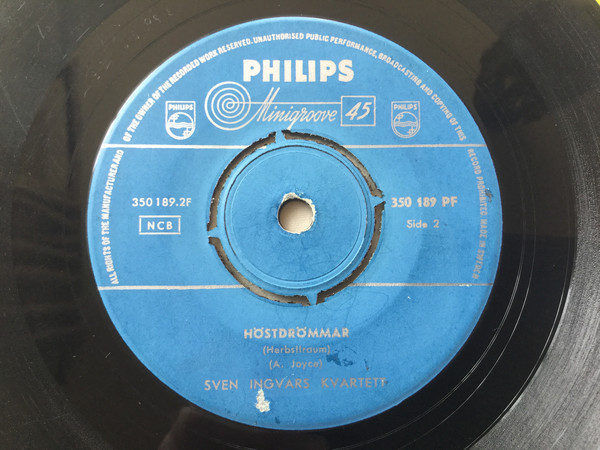 ALL RIGHTS OF THE MANUFACTURER AND OF THE OWNER OF THE RECORDED WORK RESERVED. UNAUTHORISED PUBLIC PERFORMANCE, BROADCASTING AND COPYING OF THIS RECORD PROHIBITED. MADE IN SWEDEN
PHILIPS
Minigroove 45
PHILIPS PHILIPS
350 189.2F 350 189 PF
NCB Side 2
HÖSTDRÖMMAR
(Herbsttraum)
(A. Joyce)
SVEN INGVARS KVARTETT